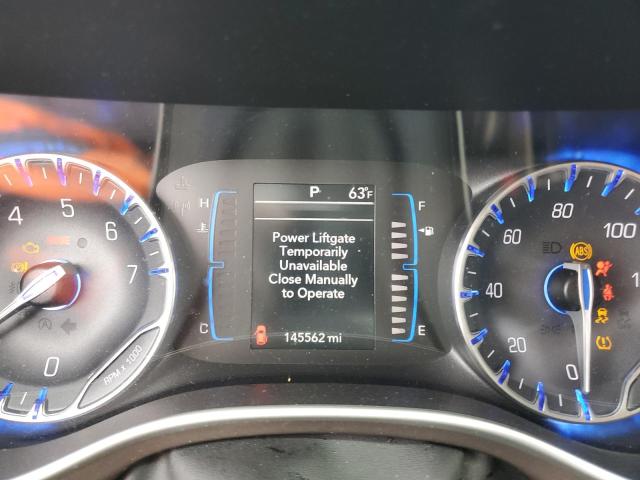 P 63°F
H
F
Power Liftgate
Temporarily
Unavailable
Close Manually
to Operate
C
E
145562 mi
4 5 6 7
0
RPM x 1000
0 20 40 60 80 100
ABS